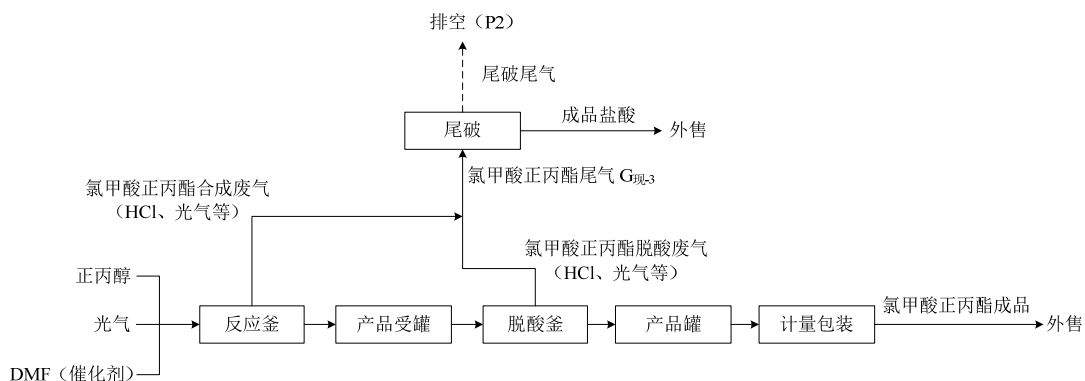 排空（P2）
尾破尾气
尾破
成品盐酸
外售
氯甲酸正丙酯尾气 G现-3
氯甲酸正丙酯合成废气
（HCl、光气等）
氯甲酸正丙酯脱酸废气
（HCl、光气等）
正丙醇
光气
DMF（催化剂）
反应釜
产品受罐
脱酸釜
产品罐
计量包装
氯甲酸正丙酯成品
外售